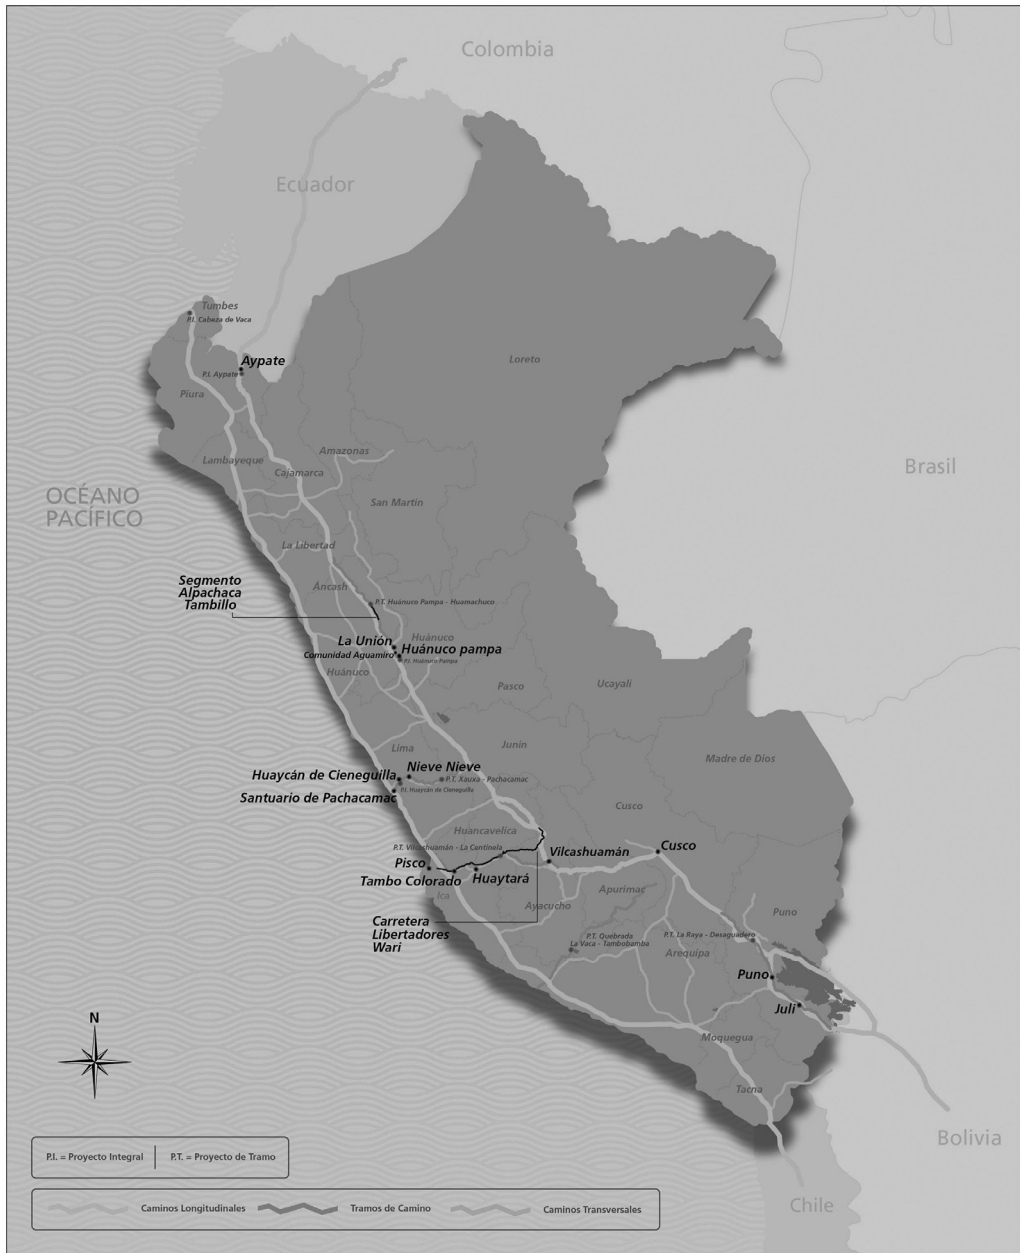 Colombia
Ecuador
Tumbes
P.I. Cabeza de Vaca
Aypate
P.I. Aypate
Loreto
Piura
Amazonas
Lambayeque
Cajamarca
Brasil
OCÉANO
PACÍFICO
San Martin
La Libertad
Segmento
Alpachaca
Tambillo
Áncash
P.T. Huánuco Pampa - Huamachuco
La Unión
Huánuco
Huánuco pampa
Comunidad Aguamiro
P.I. Huánuco Pampa
Huánuco
Pasco
Ucayali
Lima
Junín
Madre de Dios
Nieve Nieve
Huaycán de Cieneguilla
P.T. Xauxa - Pachacamac
P.I. Huaycán de Cieneguilla
Santuario de Pachacamac
Cusco
Huancavelica
P.T. Vilcashuamán - La Centinela
Vilcashuamán
Cusco
Pisco
Tambo Colorado
Huaytará
Ica
Apurimac
Ayacucho
Puno
Carretera
Libertadores
Wari
P.T. Quebrada
La Vaca - Tambobamba
P.T. La Raya - Desaguadero
Arequipa
Puno
Juli
N
Moquegua
Tacna
Bolivia
Chile
P.I. = Proyecto Integral
P.T. = Proyecto de Tramo
Caminos Longitudinales
Tramos de Camino
Caminos Transversales